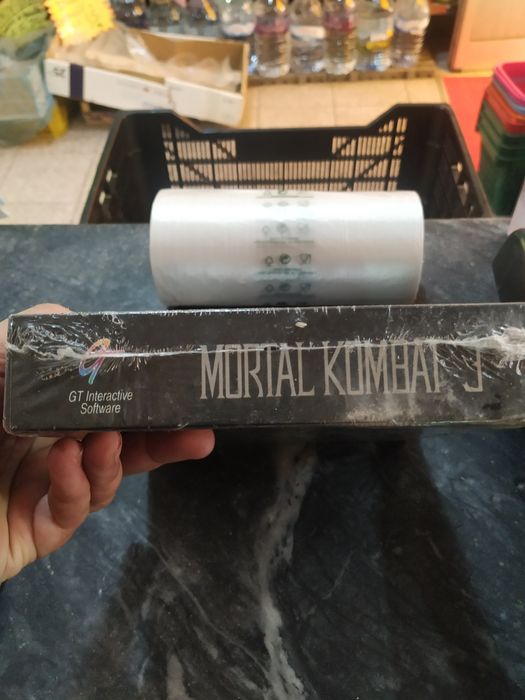 GT Interactive
Software
MORTAL KOMBAT 3